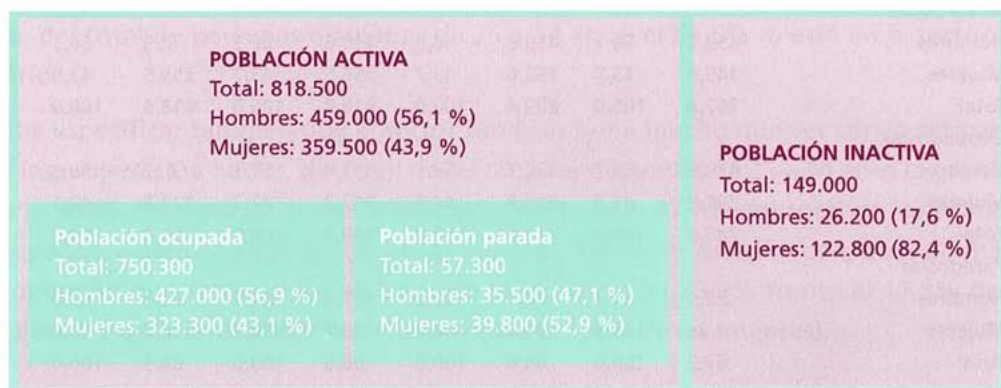 POBLACIÓN ACTIVA
Total: 818.500
Hombres: 459.000 (56,1 %)
Mujeres: 359.500 (43,9 %)
Población ocupada
Total: 750.300
Hombres: 427.000 (56,9 %)
Mujeres: 323.300 (43,1 %)
Población parada
Total: 57.300
Hombres: 35.500 (47,1 %)
Mujeres: 39.800 (52,9 %)
POBLACIÓN INACTIVA
Total: 149.000
Hombres: 26.200 (17,6 %)
Mujeres: 122.800 (82,4 %)